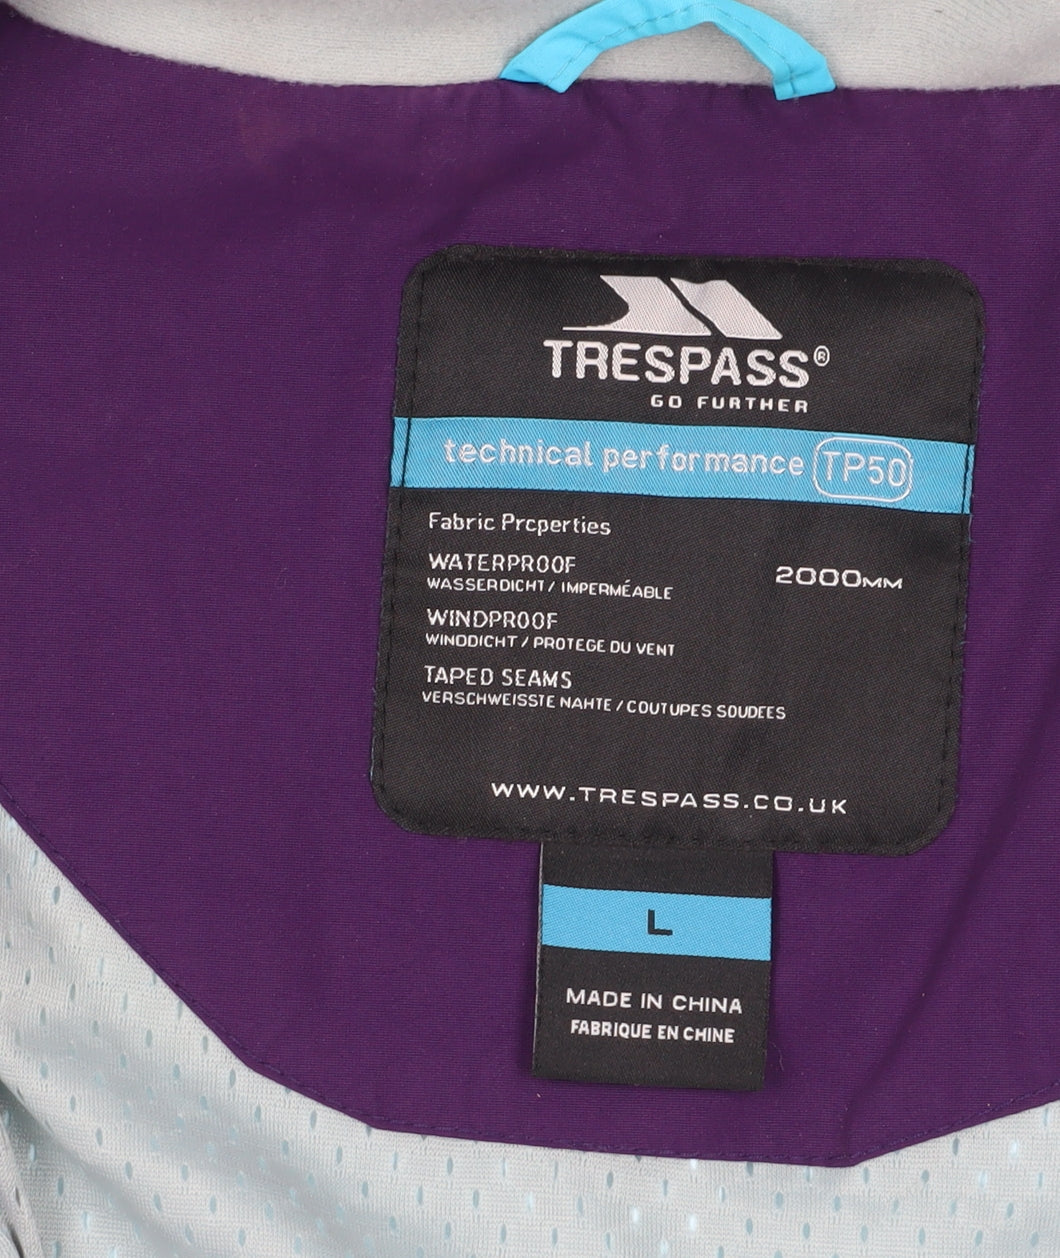 TRESPASS®
GO FURTHER
technical performance TP50
Fabric Prcperties
WATERPROOF 2000MM
WASSERDICHT / IMPERMÉABLE
WINDPROOF
WINDDICHT / PROTEGE DU VENT
TAPED SEAMS
VERSCHWEISSTE NAHTE / COUTUPES SOUDEES
WWW.TRESPASS.CO.UK
L
MADE IN CHINA
FABRIQUE EN CHINE